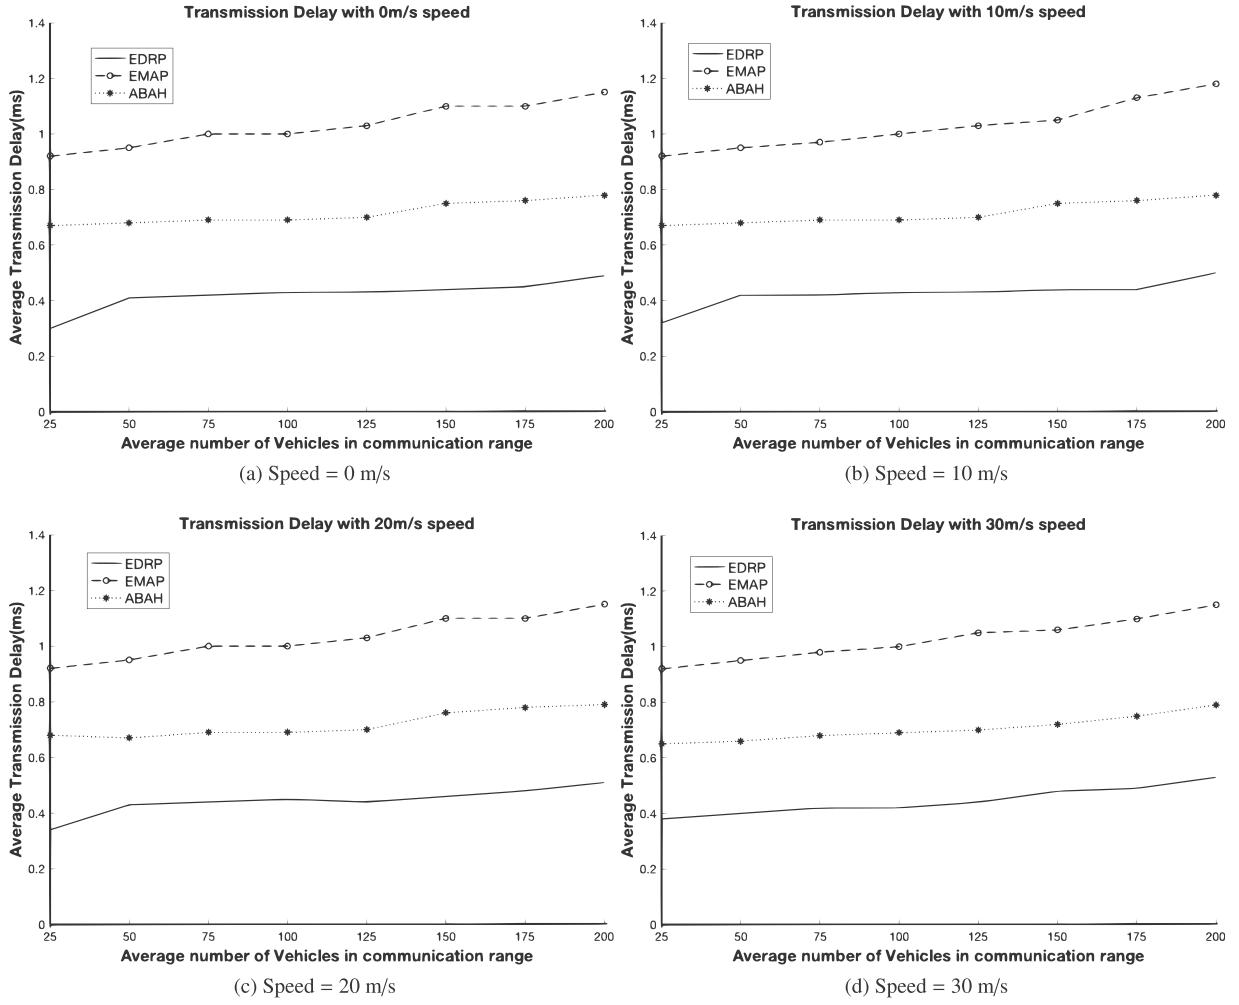 Transmission Delay with 0m/s speed
1.4
1.2
1
0.8
0.6
0.4
0.2
0
Average Transmission Delay(ms)
EDRP
EMAP
ABAH
25 50 75 100 125 150 175 200
Average number of Vehicles in communication range
(a) Speed = 0 m/s
Transmission Delay with 10m/s speed
1.4
1.2
1
0.8
0.6
0.4
0.2
0
Average Transmission Delay(ms)
EDRP
EMAP
ABAH
25 50 75 100 125 150 175 200
Average number of Vehicles in communication range
(b) Speed = 10 m/s
Transmission Delay with 20m/s speed
1.4
1.2
1
0.8
0.6
0.4
0.2
0
Average Transmission Delay(ms)
EDRP
EMAP
ABAH
25 50 75 100 125 150 175 200
Average number of Vehicles in communication range
(c) Speed = 20 m/s
Transmission Delay with 30m/s speed
1.4
1.2
1
0.8
0.6
0.4
0.2
0
Average Transmission Delay(ms)
EDRP
EMAP
ABAH
25 50 75 100 125 150 175 200
Average number of Vehicles in communication range
(d) Speed = 30 m/s